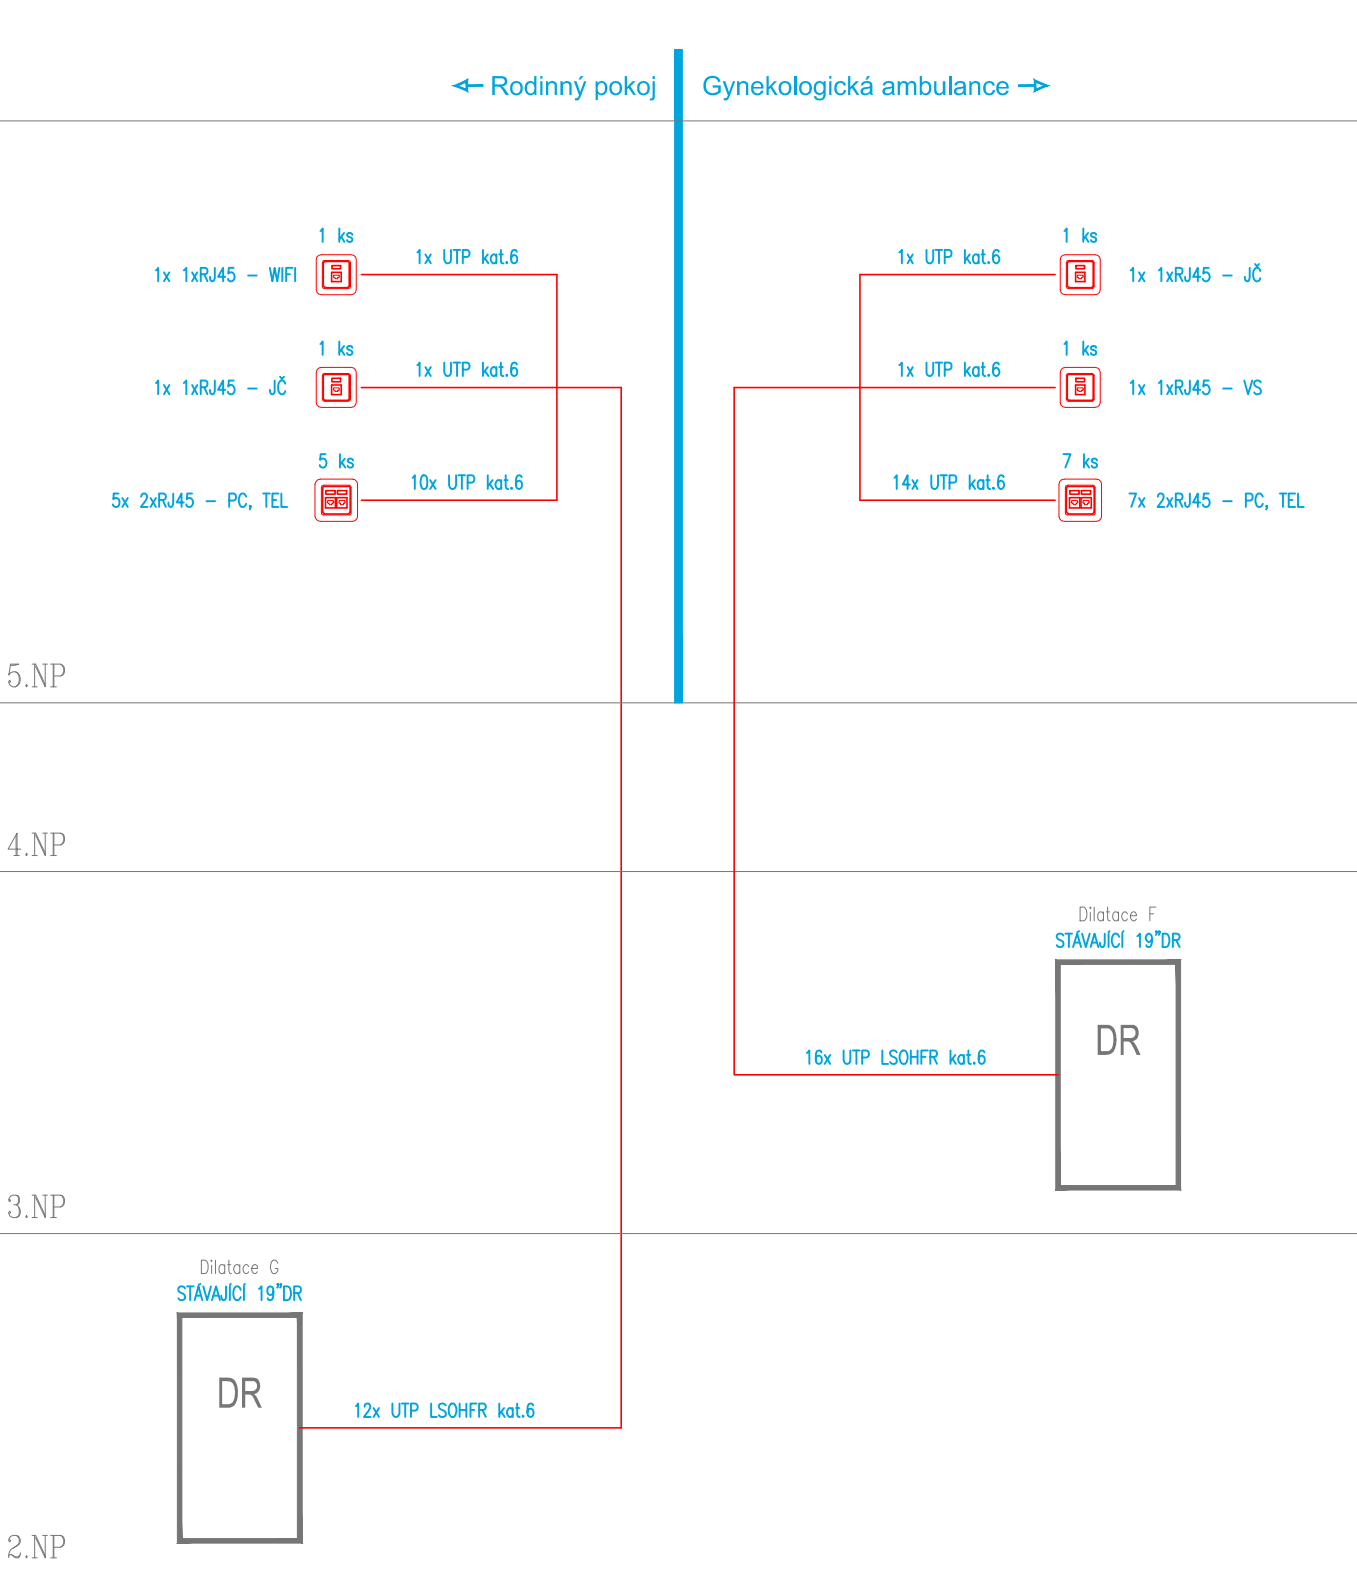 Rodinný pokoj
Gynekologická ambulance
1 ks
1x UTP kat.6
1x 1xRJ45 – WIFI
1 ks
1x UTP kat.6
1x 1xRJ45 – JČ
5 ks
10x UTP kat.6
5x 2xRJ45 – PC, TEL
1 ks
1x UTP kat.6
1x 1xRJ45 – JČ
1 ks
1x UTP kat.6
1x 1xRJ45 – VS
7 ks
14x UTP kat.6
7x 2xRJ45 – PC, TEL
5.NP
4.NP
Dilatace F
STÁVAJÍCÍ 19"DR
DR
16x UTP LSOHFR kat.6
3.NP
Dilatace G
STÁVAJÍCÍ 19"DR
DR
12x UTP LSOHFR kat.6
2.NP